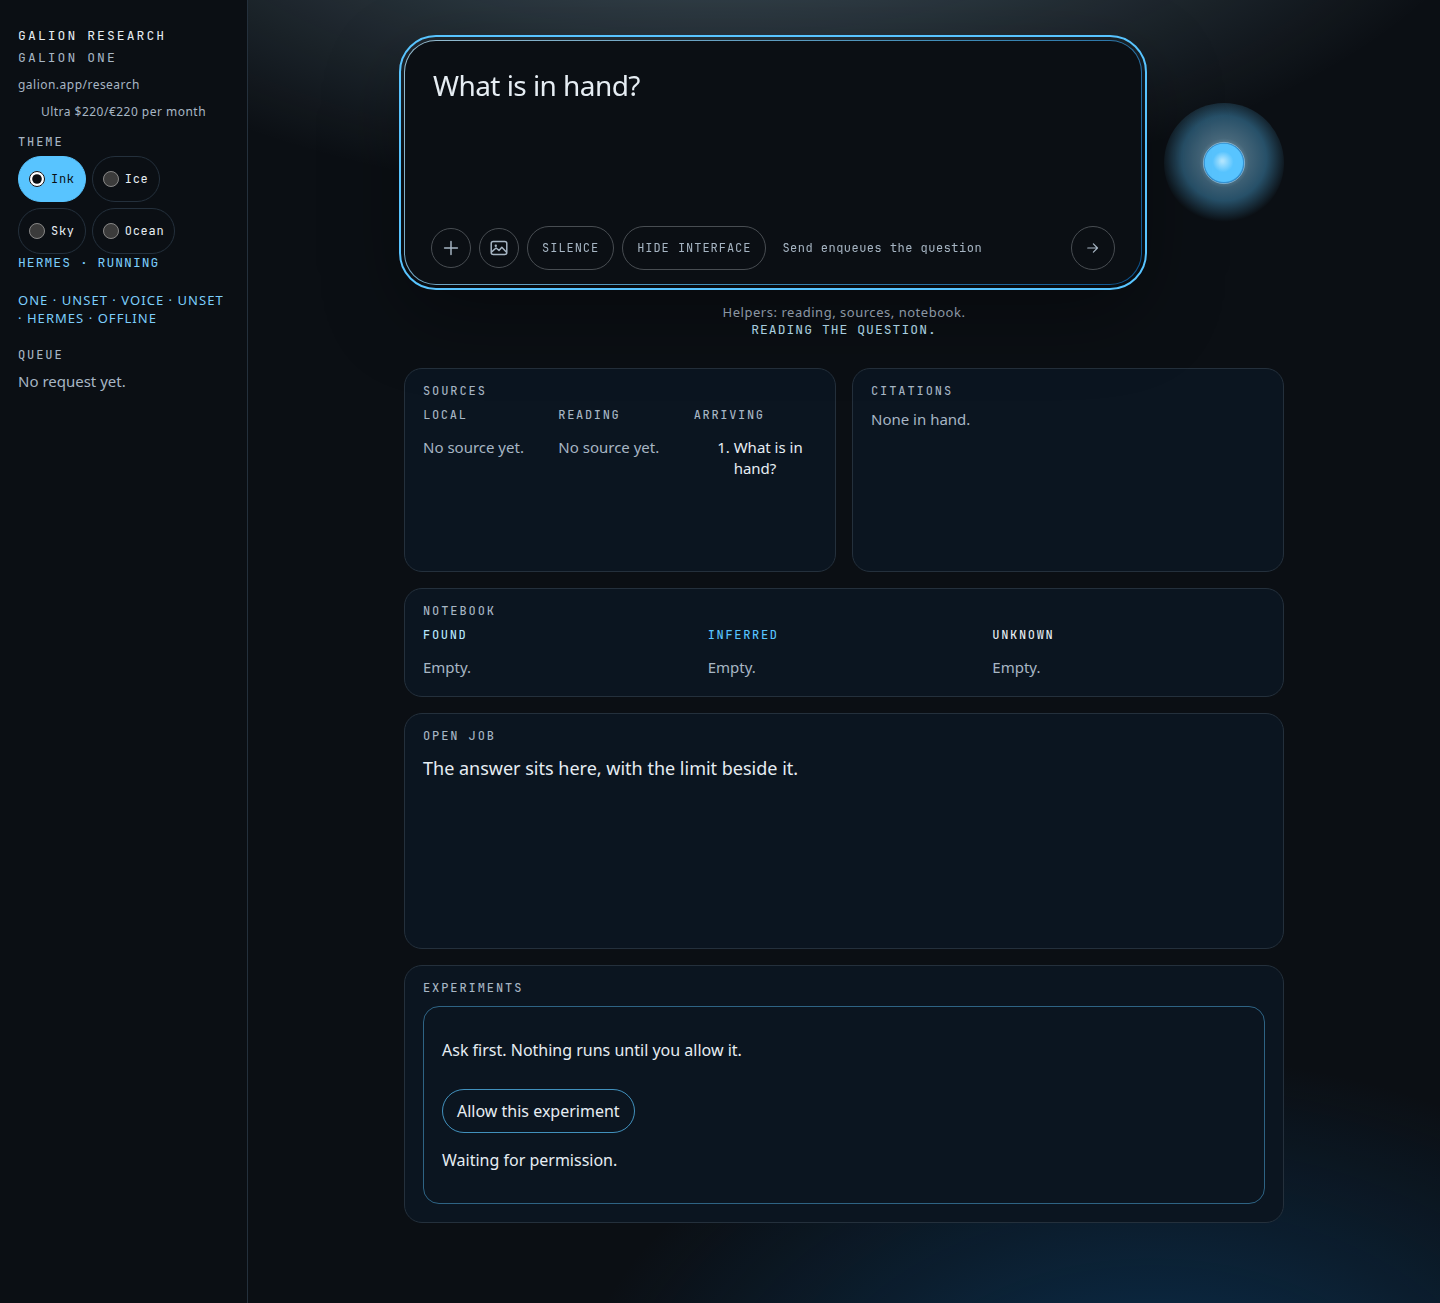 GALION RESEARCH
GALION ONE
galion.app/research
Ultra $220/€220 per month
THEME
Ink
Ice
Sky
Ocean
HERMES · RUNNING
ONE · UNSET · VOICE · UNSET
· HERMES · OFFLINE
QUEUE
No request yet.
What is in hand?
SILENCE
HIDE INTERFACE
Send enqueues the question
Helpers: reading, sources, notebook.
READING THE QUESTION.
SOURCES
LOCAL
No source yet.
READING
No source yet.
ARRIVING
1. What is in
hand?
CITATIONS
None in hand.
NOTEBOOK
FOUND
Empty.
INFERRED
Empty.
UNKNOWN
Empty.
OPEN JOB
The answer sits here, with the limit beside it.
EXPERIMENTS
Ask first. Nothing runs until you allow it.
Allow this experiment
Waiting for permission.